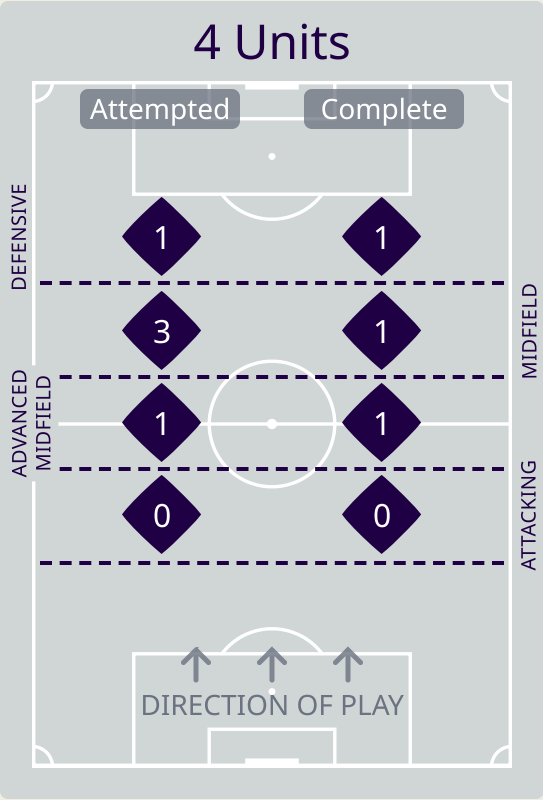 4 Units
Attempted Complete
DEFENSIVE
1 1
MIDFIELD
3 1
ADVANCED
MIDFIELD
1 1
ATTACKING
0 0
DIRECTION OF PLAY